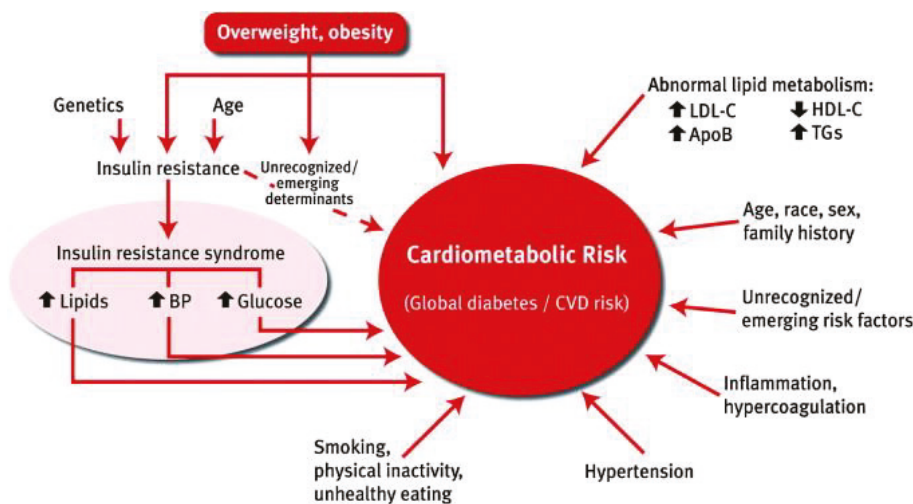 Overweight, obesity
Genetics
Age
Insulin resistance
Unrecognized/
emerging
determinants
Insulin resistance syndrome
⬆ Lipids
⬆ BP
⬆ Glucose
Cardiometabolic Risk
(Global diabetes / CVD risk)
Abnormal lipid metabolism:
⬆ LDL-C ⬇ HDL-C
⬆ ApoB ⬆ TGs
Age, race, sex,
family history
Unrecognized/
emerging risk factors
Inflammation,
hypercoagulation
Hypertension
Smoking,
physical inactivity,
unhealthy eating